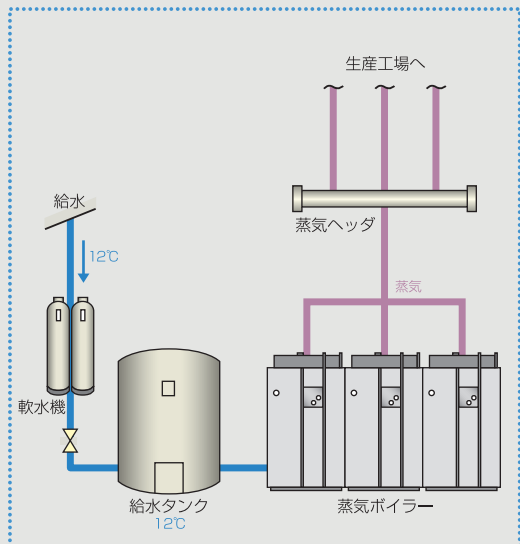 生産工場へ
給水
12℃
蒸気ヘッダ
蒸気
軟水機
給水タンク
12℃
蒸気ボイラー